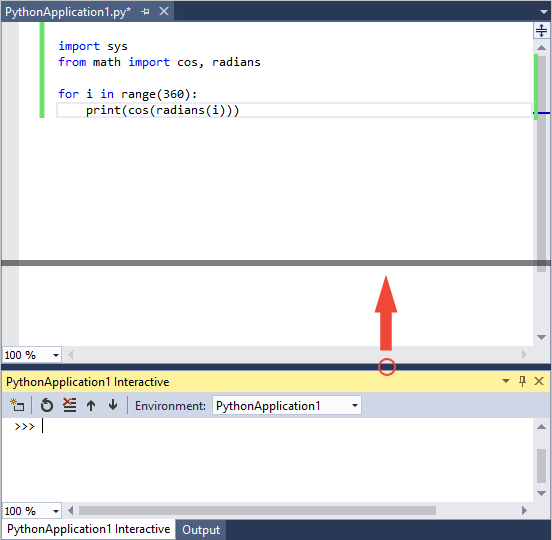 PythonApplication1.py*
import sys
from math import cos, radians
for i in range(360):
print(cos(radians(i)))
100 %
PythonApplication1 Interactive
Environment: PythonApplication1
>>>
100 %
PythonApplication1 Interactive Output